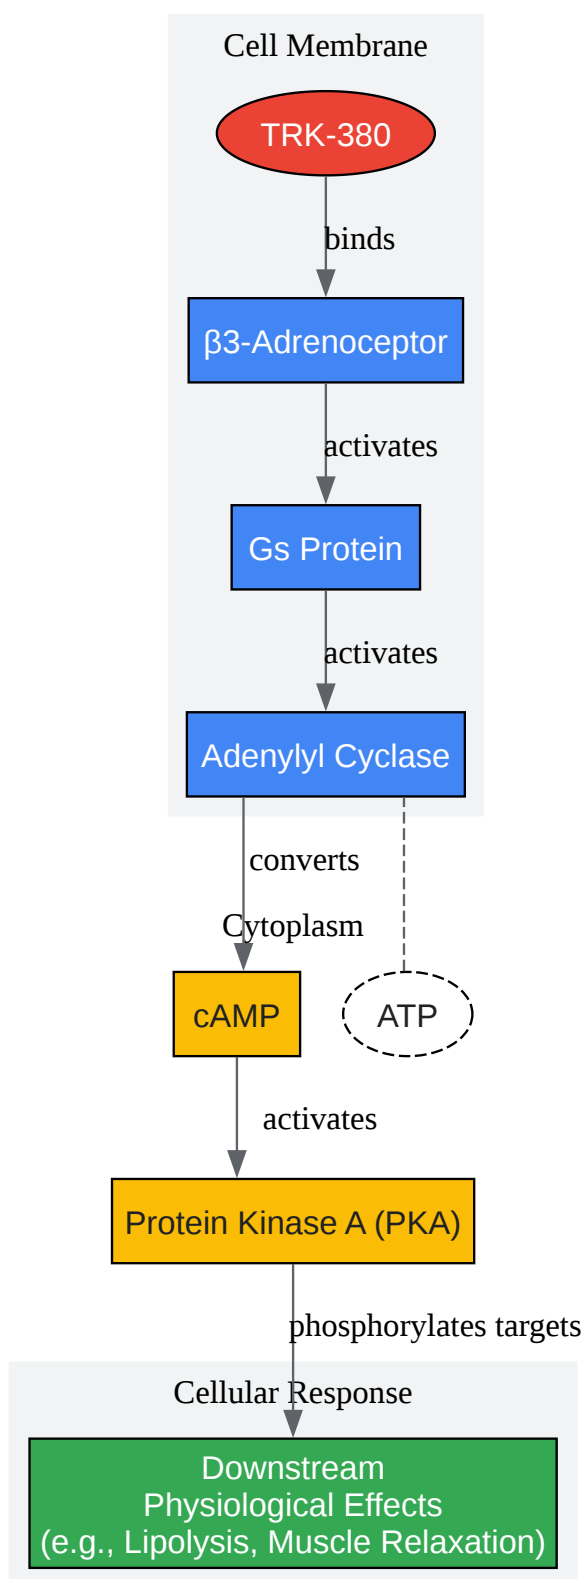 Cell Membrane
TRK-380
binds
β3-Adrenoceptor
activates
Gs Protein
activates
Adenylyl Cyclase
converts
Cytoplasm
cAMP
ATP
activates
Protein Kinase A (PKA)
phosphorylates targets
Cellular Response
Downstream
Physiological Effects
(e.g., Lipolysis, Muscle Relaxation)